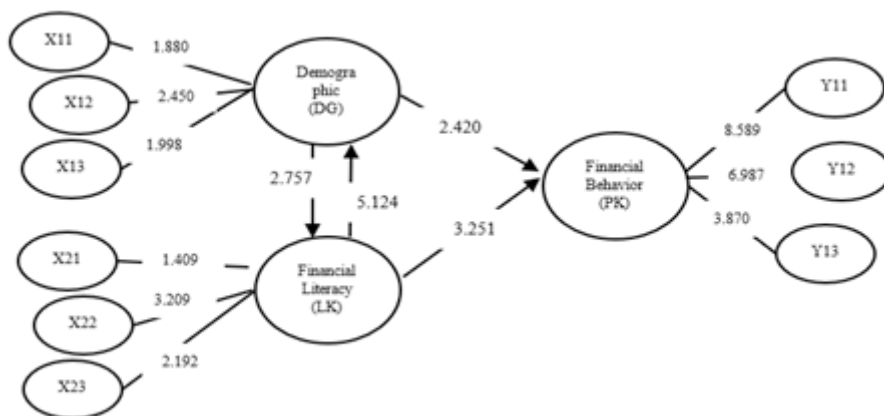 X11
1.880
Demogra
phic
(DG)
X12
2.450
X13
1.998
2.420
Y11
8.589
Financial
Behavior
(PK)
6.987
Y12
3.870
Y13
2.757
5.124
3.251
X21
1.409
Financial
Literacy
(LK)
X22
3.209
X23
2.192